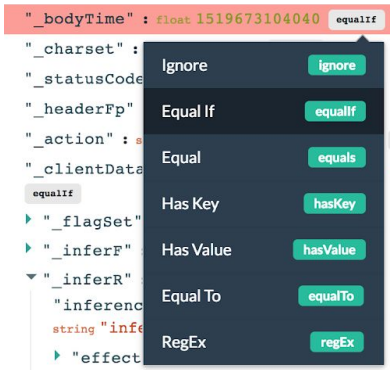 "_bodyTime" : float 1519673104040 equalIf
"_charset" :
"_statusCode
"_headerFp"
"_action" : s
"_clientData
equalIf
"_flagSet"
"_inferF"
"_inferR"
"inferenc
string "infe
"effect
Ignore ignore
Equal If equalIf
Equal equals
Has Key hasKey
Has Value hasValue
Equal To equalTo
RegEx regEx